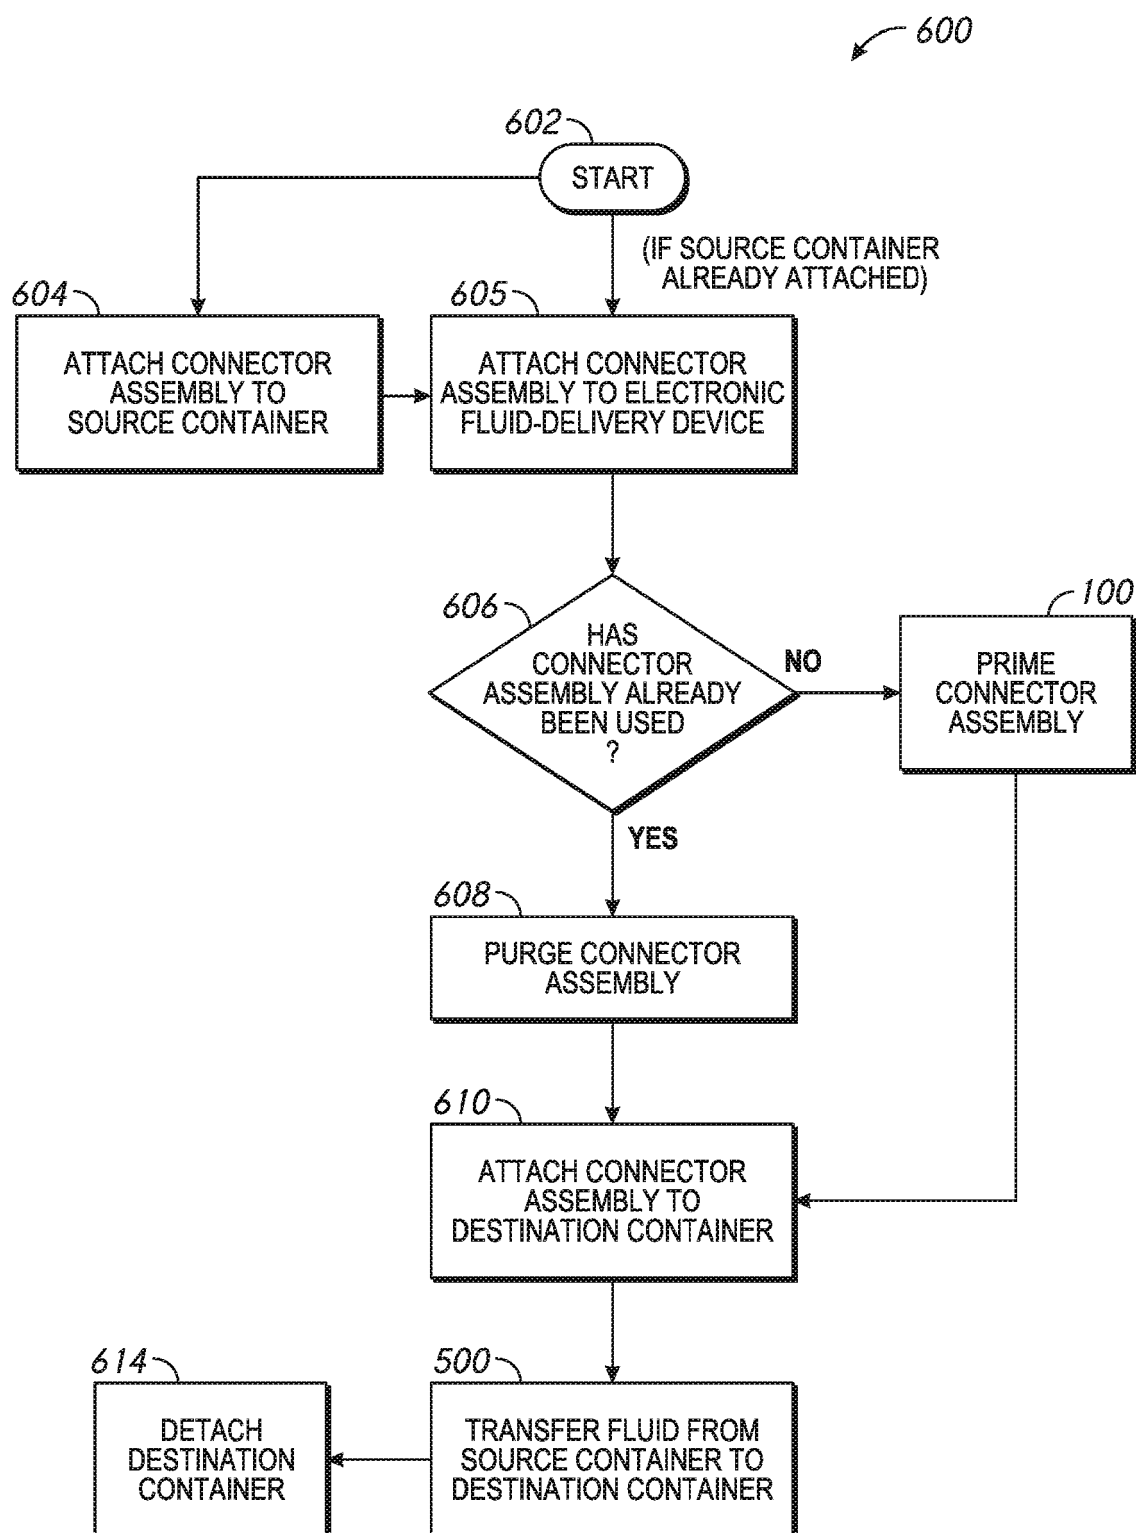 600
602
START
(IF SOURCE CONTAINER
ALREADY ATTACHED)
604
ATTACH CONNECTOR
ASSEMBLY TO
SOURCE CONTAINER
605
ATTACH CONNECTOR
ASSEMBLY TO ELECTRONIC
FLUID-DELIVERY DEVICE
606
HAS
CONNECTOR
ASSEMBLY ALREADY
BEEN USED
?
NO
100
PRIME
CONNECTOR
ASSEMBLY
YES
608
PURGE CONNECTOR
ASSEMBLY
610
ATTACH CONNECTOR
ASSEMBLY TO
DESTINATION CONTAINER
614
DETACH
DESTINATION
CONTAINER
500
TRANSFER FLUID FROM
SOURCE CONTAINER TO
DESTINATION CONTAINER